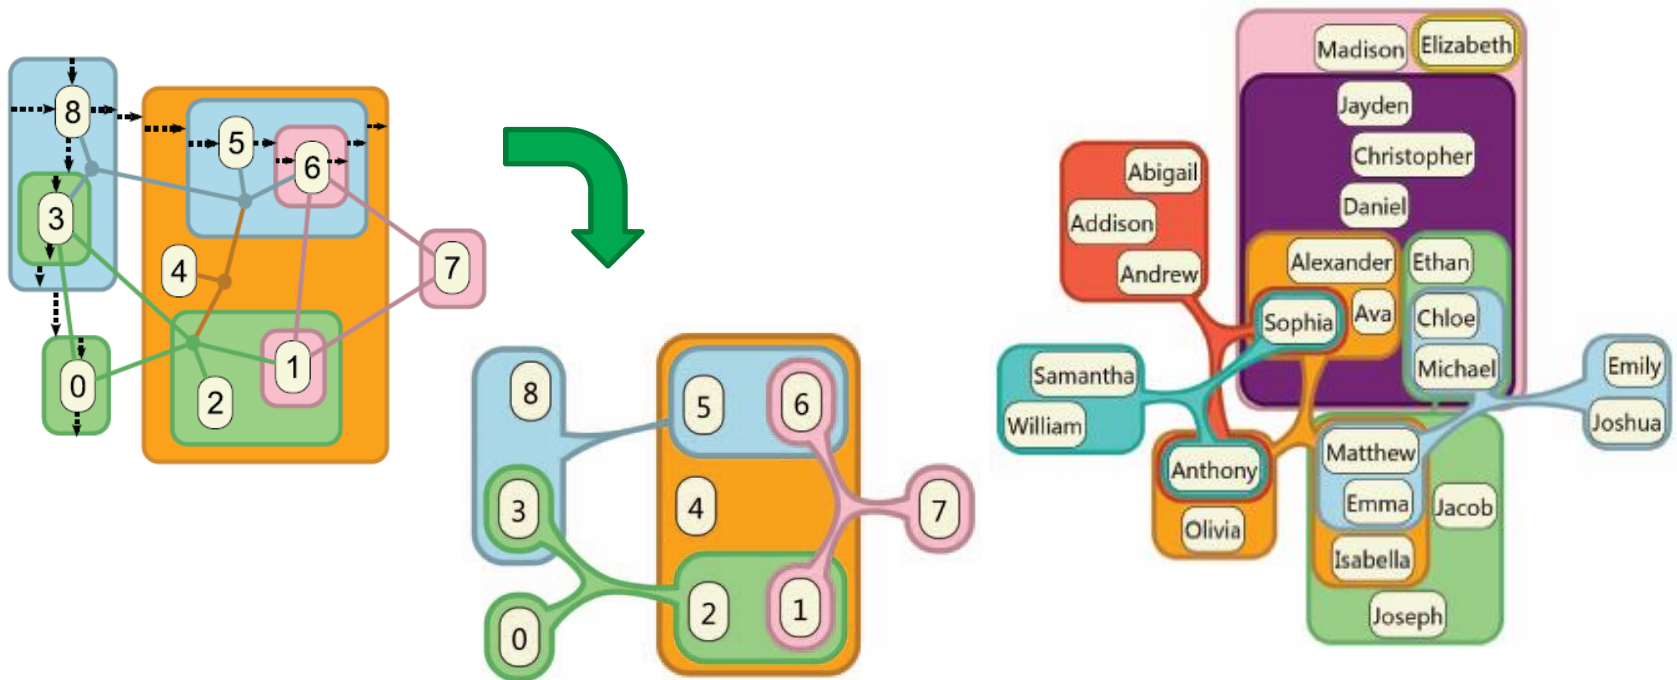 8
5
6
3
4
7
1
0
2
8
5
6
3
4
7
2
1
0
Madison Elizabeth
Jayden
Christopher
Abigail
Daniel
Addison
Alexander Ethan
Andrew
Sophia Ava Chloe
Samantha
Michael
Emily
William
Joshua
Anthony
Matthew
Emma Jacob
Olivia
Isabella
Joseph